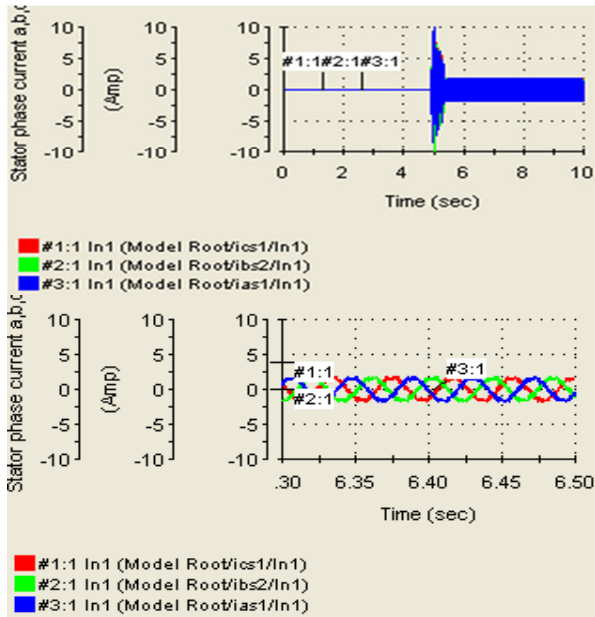 Stator phase current a,b,c
(Amp)
10 10 10
5 5 5
0 0 0
-5 -5 -5
-10 -10 -10
#1:1 #2:1 #3:1
0 2 4 6 8 10
Time (sec)
#1:1 In1 (Model Root/ics1/In1)
#2:1 In1 (Model Root/ibs2/In1)
#3:1 In1 (Model Root/ias1/In1)
Stator phase current a,b,c
(Amp)
10 10 10
5 5 5
0 0 0
-5 -5 -5
-10 -10 -10
#1:1
#2:1
#3:1
.30 6.35 6.40 6.45 6.50
Time (sec)
#1:1 In1 (Model Root/ics1/In1)
#2:1 In1 (Model Root/ibs2/In1)
#3:1 In1 (Model Root/ias1/In1)